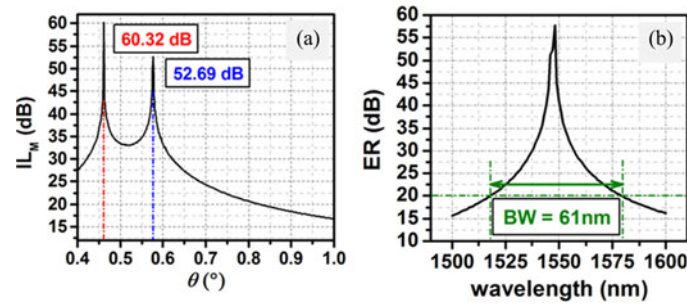 (a)
60
55
50
45
40
35
30
25
20
15
60.32 dB
52.69 dB
IL_M (dB)
0.4 0.5 0.6 0.7 0.8 0.9 1.0
θ (°)
(b)
60
55
50
45
40
35
30
25
20
15
10
ER (dB)
BW = 61nm
1500 1525 1550 1575 1600
wavelength (nm)